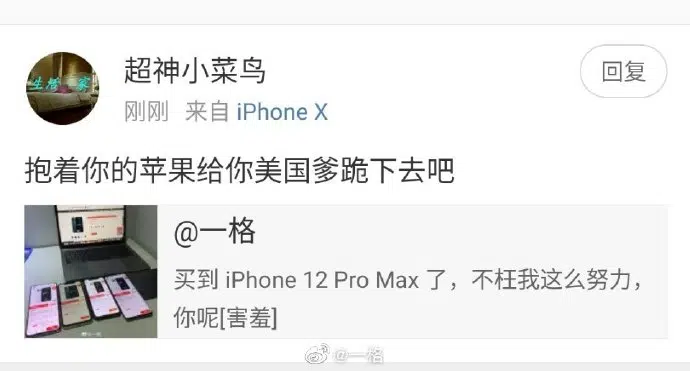 超神小菜鸟
回复
刚刚 来自 iPhone X
抱着你的苹果给你美国爹跪下去吧
@一格
买到 iPhone 12 Pro Max 了，不枉我这么努力，
你呢[害羞]
@一格